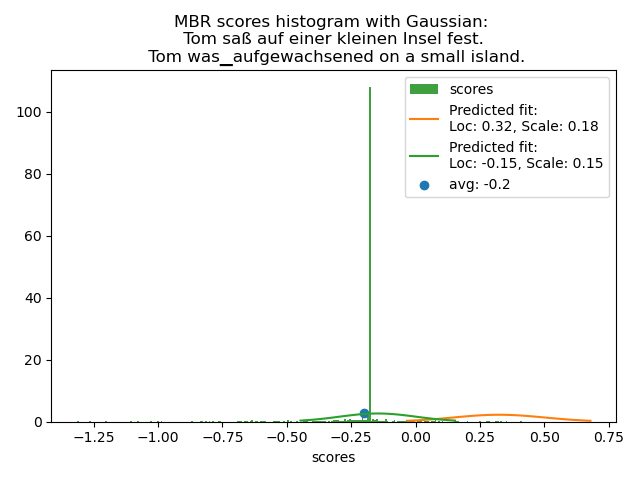 MBR scores histogram with Gaussian:
Tom saß auf einer kleinen Insel fest.
Tom was▁aufgewachsened on a small island.
scores
Predicted fit:
Loc: 0.32, Scale: 0.18
Predicted fit:
Loc: -0.15, Scale: 0.15
avg: -0.2
100
80
60
40
20
0
−1.25 −1.00 −0.75 −0.50 −0.25 0.00 0.25 0.50 0.75
scores